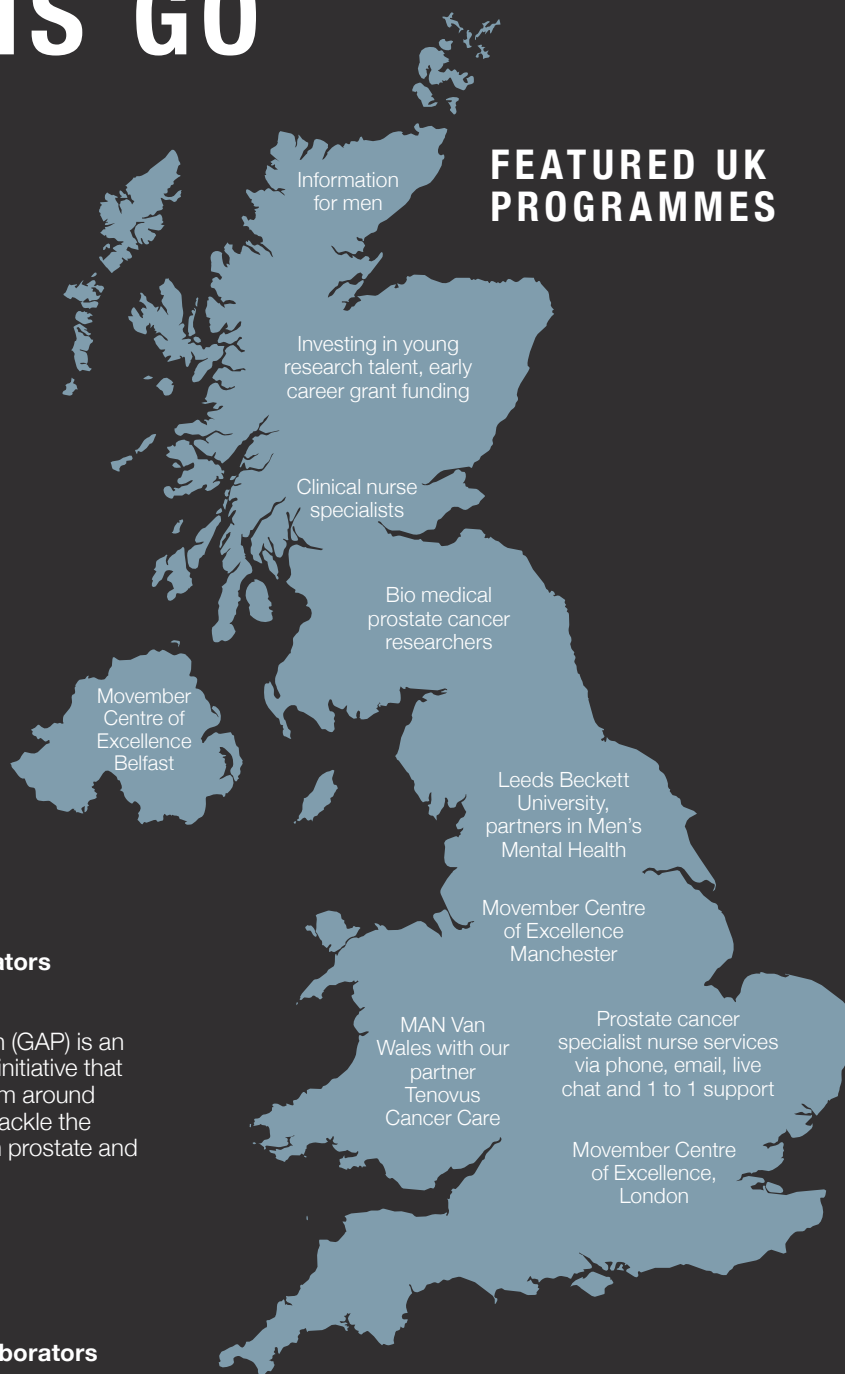 IS GO
FEATURED UK
PROGRAMMES
Information
for men
Investing in young
research talent, early
career grant funding
Clinical nurse
specialists
Bio medical
prostate cancer
researchers
Movember
Centre of
Excellence
Belfast
Leeds Beckett
University,
partners in Men's
Mental Health
Movember Centre
of Excellence
Manchester
MAN Van
Wales with our
partner
Tenovus
Cancer Care
Prostate cancer
specialist nurse services
via phone, email, live
chat and 1 to 1 support
Movember Centre
of Excellence,
London
(GAP) is an
initiative that
around
tackle the
prostate and